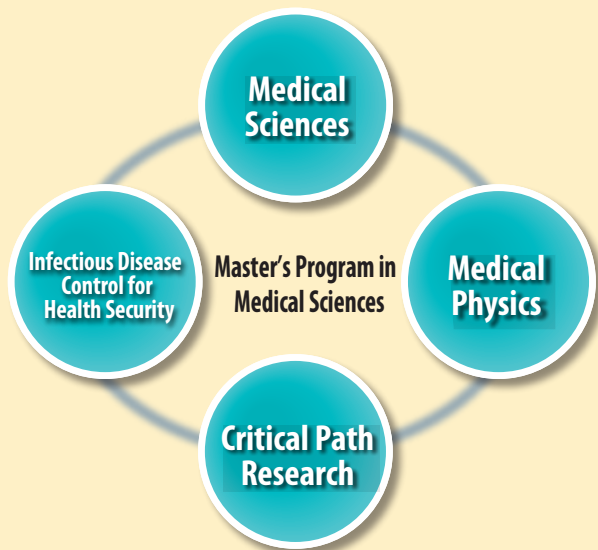 Medical
Sciences
Infectious Disease
Control for
Health Security
Master's Program in
Medical Sciences
Medical
Physics
Critical Path
Research